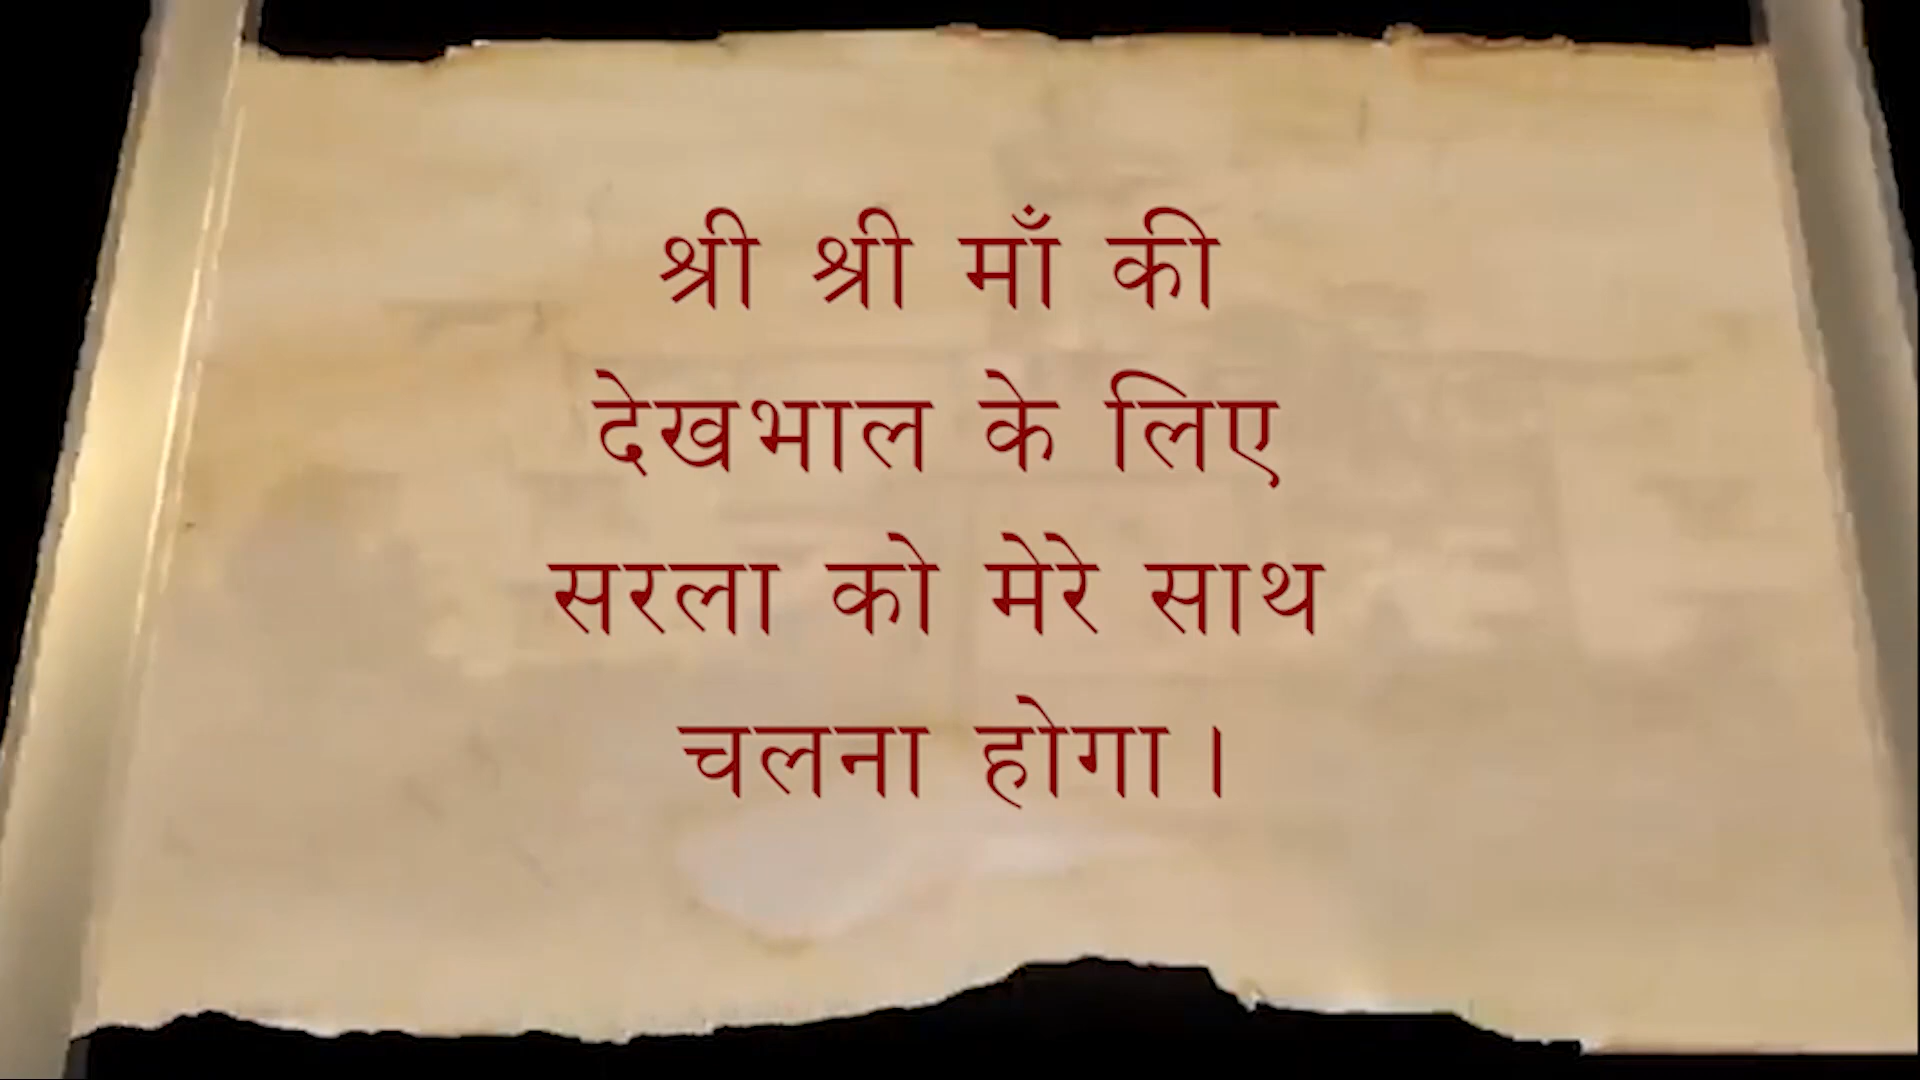 श्री श्री माँ की
देखभाल के लिए
सरला को मेरे साथ
चलना होगा।